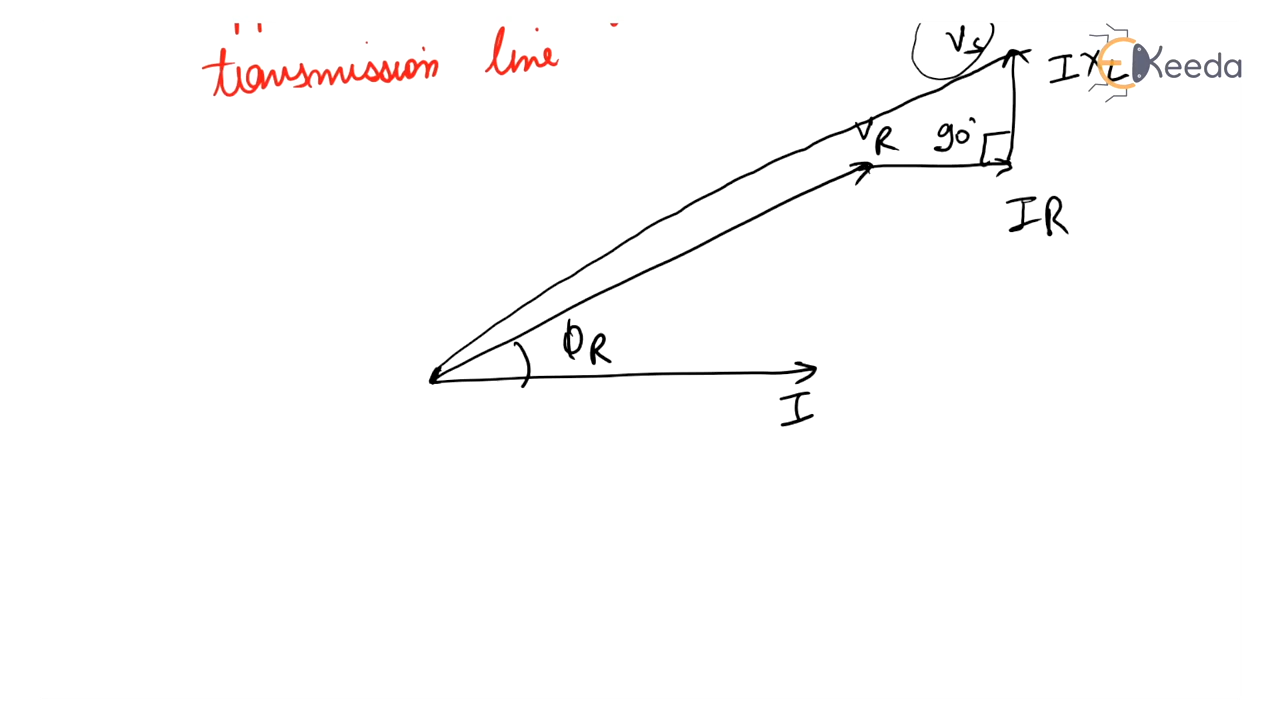 transmission line
Vs
IXL
Keeda
VR
90°
IR
ΦR
I